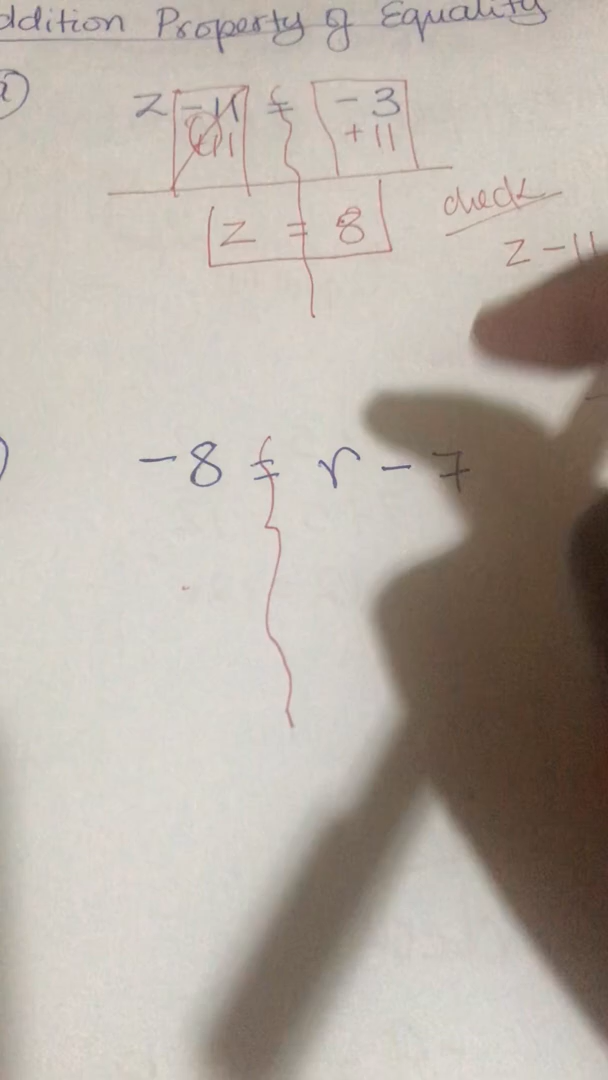 ddition Property of Equality
z - 11 = - 3
+11 +11
z = 8
check
z - 11
- 8 = r - 7